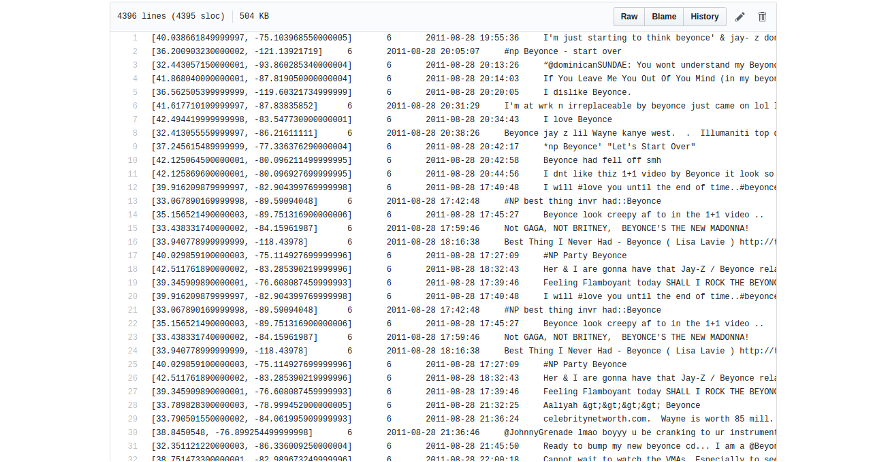 4396 lines (4395 sloc) 504 KB Raw Blame History
1 [40.038661849999997, -75.103968550000005] 6 2011-08-28 19:55:36 I'm just starting to think beyonce' & jay- z
2 [36.200903230000002, -121.13921719] 6 2011-08-28 20:05:07 #np Beyonce - start over
3 [32.443057150000001, -93.860285340000004] 6 2011-08-28 20:13:26 “@dominicanSUNDAE: You wont understand my Beyonc
4 [41.868040000000001, -87.819050000000004] 6 2011-08-28 20:14:03 If You Leave Me You Out Of You Mind (in my beyon
5 [36.562505399999999, -119.60321734999999] 6 2011-08-28 20:20:05 I dislike Beyonce.
6 [41.617710109999997, -87.83835852] 6 2011-08-28 20:31:29 I'm at wrk n irreplaceable by beyonce just came on lol
7 [42.494419999999998, -83.547730000000001] 6 2011-08-28 20:34:43 I love Beyonce
8 [32.413055559999997, -86.21611111] 6 2011-08-28 20:38:26 Beyonce jay z lil Wayne kanye west. . Illumaniti top
9 [37.245615489999999, -77.336376290000004] 6 2011-08-28 20:42:17 *np Beyonce' "Let's Start Over"
10 [42.125064500000001, -80.096211499999995] 6 2011-08-28 20:42:58 Beyonce had fell off smh
11 [42.125869600000001, -80.096927699999995] 6 2011-08-28 20:44:56 I dnt like thiz 1+1 video by Beyonce it look so
12 [39.916209879999997, -82.904399769999998] 6 2011-08-28 17:40:48 I will #love you until the end of time..#beyonce
13 [33.067890169999998, -89.59094048] 6 2011-08-28 17:42:48 #NP best thing invr had::Beyonce
14 [35.156521490000003, -89.751316900000006] 6 2011-08-28 17:45:27 Beyonce look creepy af to in the 1+1 video ..
15 [33.438331740000002, -84.15961987] 6 2011-08-28 17:59:46 Not GAGA, NOT BRITNEY, BEYONCE'S THE NEW MADONNA!
16 [33.940778999999999, -118.43978] 6 2011-08-28 18:16:38 Best Thing I Never Had - Beyonce ( Lisa Lavie )
17 [40.029859100000003, -75.114927699999996] 6 2011-08-28 17:27:09 #NP Party Beyonce
18 [42.511761890000002, -83.285390219999996] 6 2011-08-28 18:32:43 Her & I are gonna have that Jay-Z / Beyonce rela
19 [39.345909890000001, -76.608087459999993] 6 2011-08-28 17:39:46 Feeling Flamboyant today SHALL I ROCK THE BEYONC
20 [39.916209879999997, -82.904399769999998] 6 2011-08-28 17:40:48 I will #love you until the end of time..#beyonce
21 [33.067890169999998, -89.59094048] 6 2011-08-28 17:42:48 #NP best thing invr had::Beyonce
22 [35.156521490000003, -89.751316900000006] 6 2011-08-28 17:45:27 Beyonce look creepy af to in the 1+1 video ..
23 [33.438331740000002, -84.15961987] 6 2011-08-28 17:59:46 Not GAGA, NOT BRITNEY, BEYONCE'S THE NEW MADONNA!
24 [33.940778999999999, -118.43978] 6 2011-08-28 18:16:38 Best Thing I Never Had - Beyonce ( Lisa Lavie )
25 [40.029859100000003, -75.114927699999996] 6 2011-08-28 17:27:09 #NP Party Beyonce
26 [42.511761890000002, -83.285390219999996] 6 2011-08-28 18:32:43 Her & I are gonna have that Jay-Z / Beyonce rela
27 [39.345909890000001, -76.608087459999993] 6 2011-08-28 17:39:46 Feeling Flamboyant today SHALL I ROCK THE BEYONC
28 [33.789828300000003, -78.999452000000005] 6 2011-08-28 21:32:25 Aaliyah &gt;&gt;&gt;&gt; Beyonce
29 [33.790501550000002, -84.061995909999993] 6 2011-08-28 21:36:24 celebritynetworth.com. Wayne is worth 85 mill.
30 [38.8450548, -76.899254499999998] 6 2011-08-28 21:36:46 @JohnnyGrenade lmao boyyy u be cranking to ur instrument
31 [32.351121220000003, -86.336009250000004] 6 2011-08-28 21:45:50 Ready to bump my new beyonce cd... I am a @Beyon
32 [38.751473300000001, -82.989673249999996] 6 2011-08-28 22:00:18 Cannot wait to watch the VMAs. Especially to see